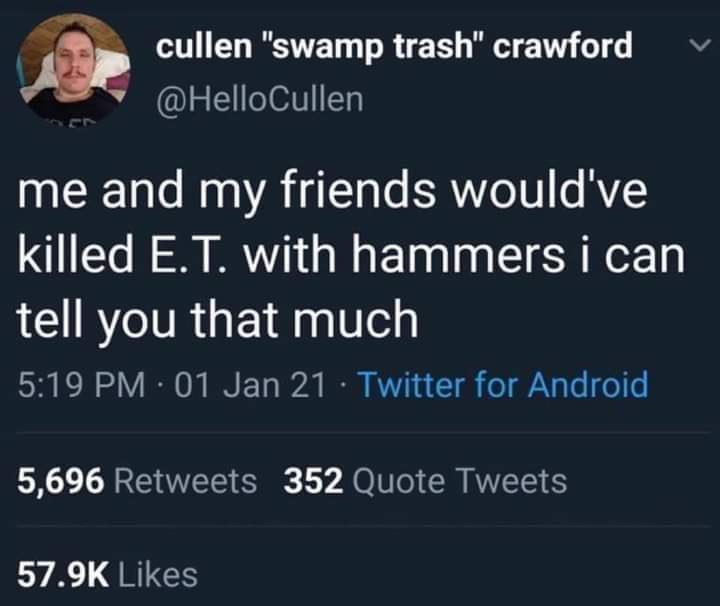 cullen "swamp trash" crawford
@HelloCullen
me and my friends would've
killed E.T. with hammers i can
tell you that much
5:19 PM · 01 Jan 21 · Twitter for Android
5,696 Retweets 352 Quote Tweets
57.9K Likes